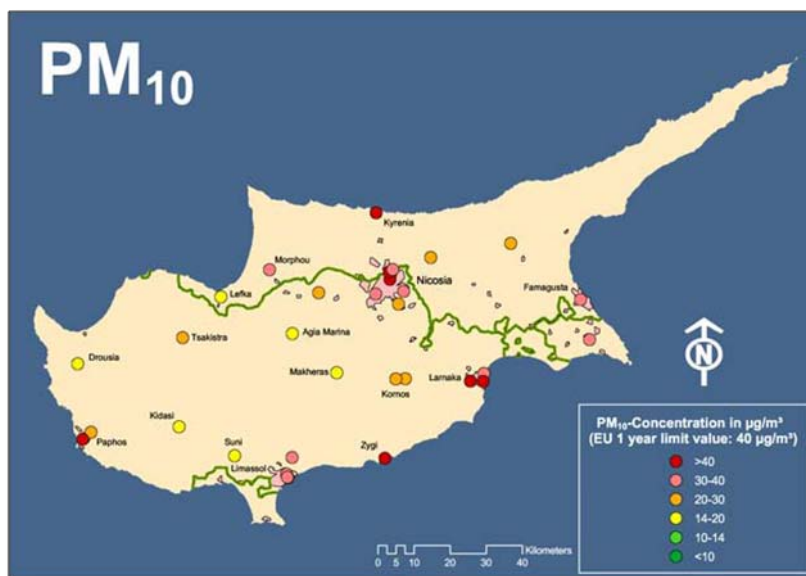 PM₁₀
Kyrenia
Morphou
Nicosia
Lefka
Famagusta
Tsakistra
Agia Marina
Drousia
Makheras
Larnaka
Kornos
Kidasi
Paphos
Suni
Zygi
Limassol
N
PM₁₀-Concentration in µg/m³
(EU 1 year limit value: 40 µg/m³)
>40
30-40
20-30
14-20
10-14
<10
Kilometers
0 5 10 20 30 40